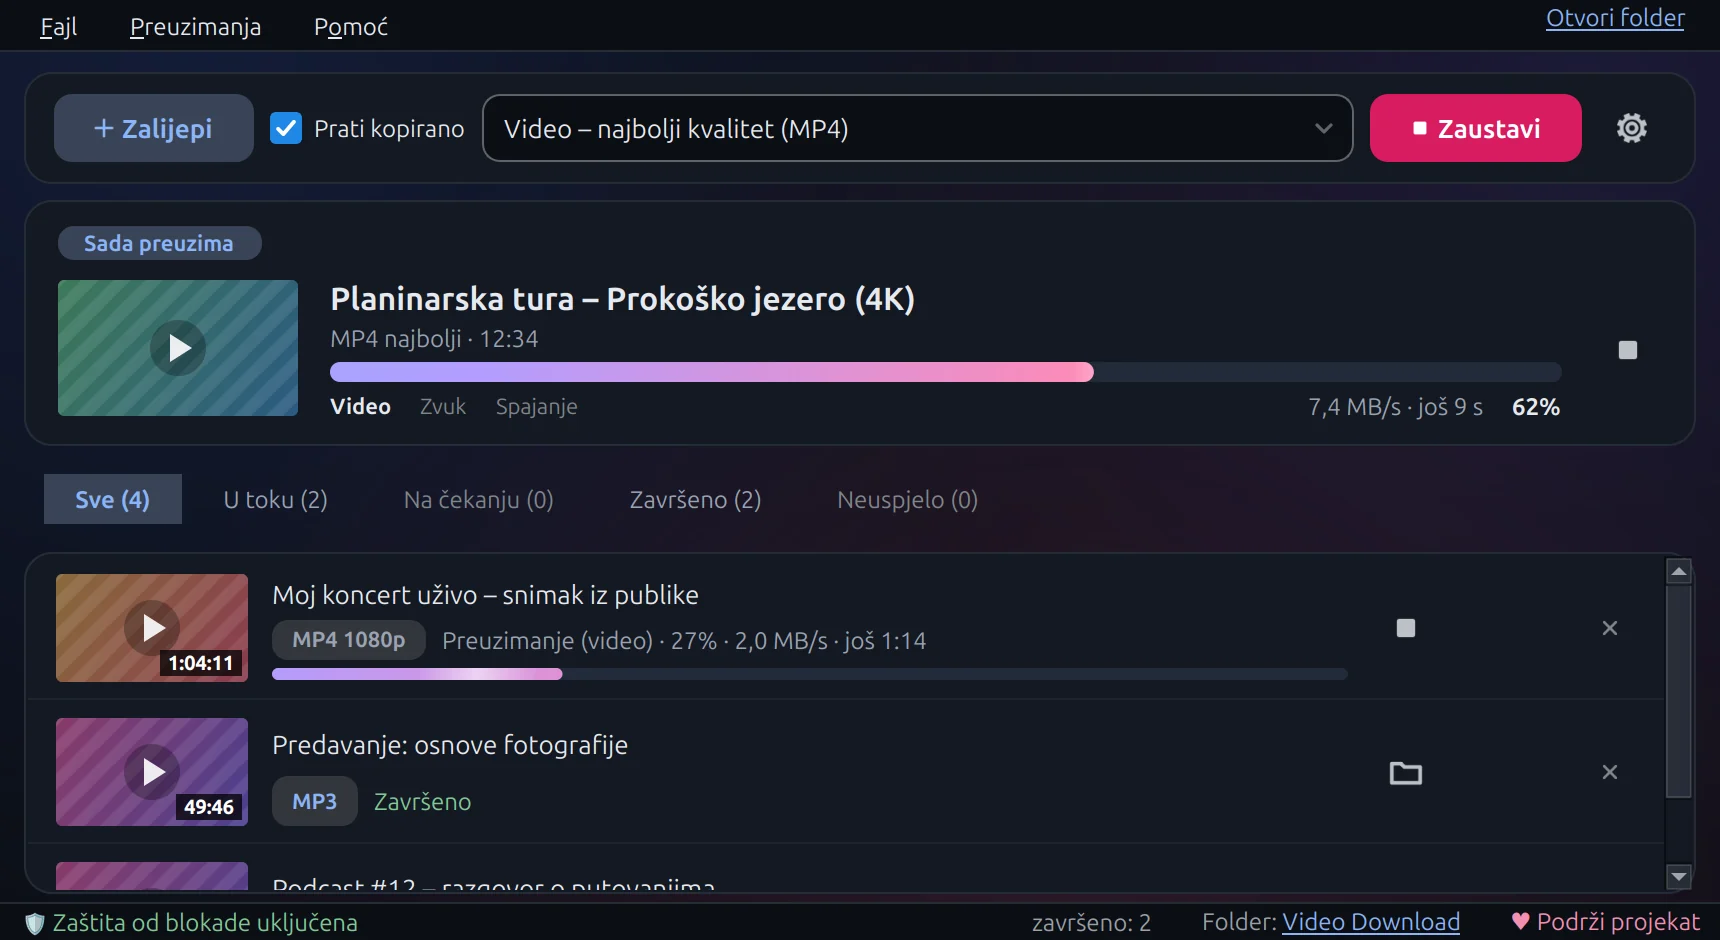 Fajl Preuzimanja Pomoć Otvori folder
+ Zalijepi Prati kopirano Video – najbolji kvalitet (MP4) Zaustavi
Sada preuzima
Planinarska tura – Prokoško jezero (4K)
MP4 najbolji · 12:34
Video Zvuk Spajanje 7,4 MB/s · još 9 s 62%
Sve (4) U toku (2) Na čekanju (0) Završeno (2) Neuspjelo (0)
Moj koncert uživo – snimak iz publike
MP4 1080p Preuzimanje (video) · 27% · 2,0 MB/s · još 1:14
1:04:11
Predavanje: osnove fotografije
MP3 Završeno
49:46
Podcast #12 – razgovor o putovanjima
Zaštita od blokade uključena završeno: 2 Folder: Video Download ♥ Podrži projekat